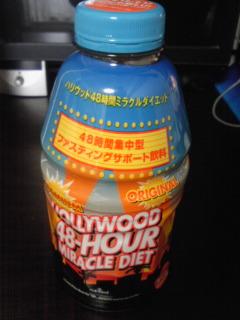 ハリウッド48時間ミラクルダイエット
48時間集中型
ファスティングサポート飲料
ORIGINAL
HOLLYWOOD
48-HOUR
MIRACLE DIET